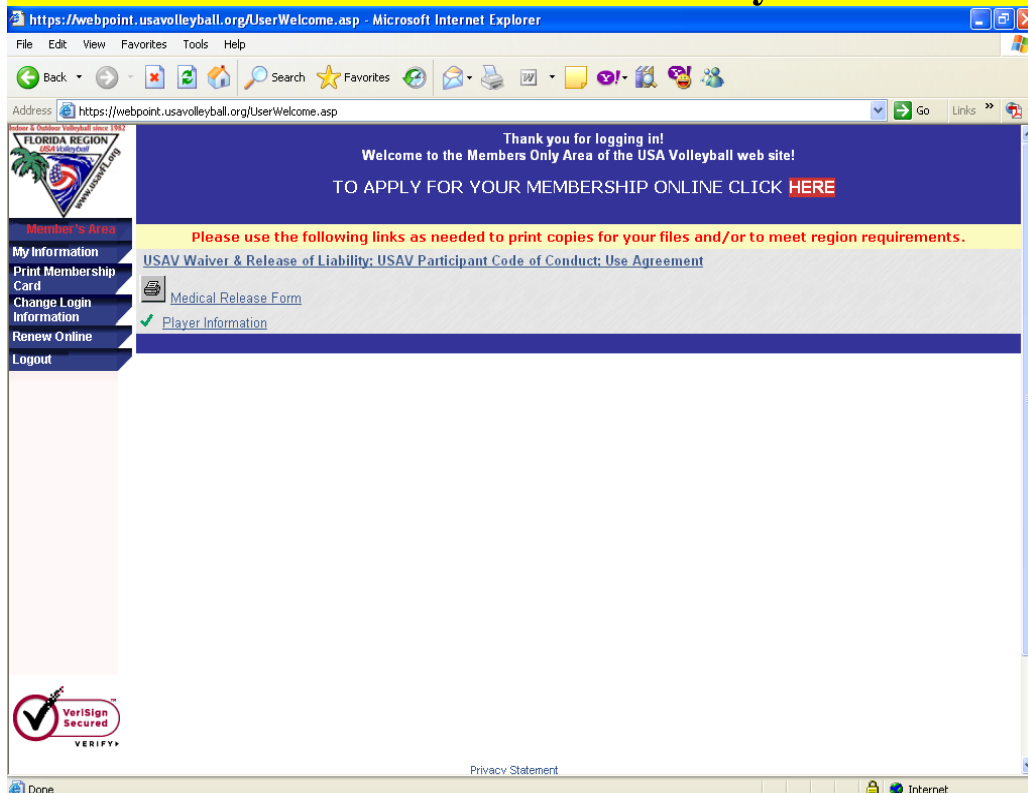 https://webpoint.usavolleyball.org/UserWelcome.asp - Microsoft Internet Explorer
File Edit View Favorites Tools Help
Back Search Favorites
Address https://webpoint.usavolleyball.org/UserWelcome.asp Go Links »
Indoor & Outdoor Volleyball since 1982
FLORIDA REGION
USA Volleyball
www.usavfl.org
Thank you for logging in!
Welcome to the Members Only Area of the USA Volleyball web site!
TO APPLY FOR YOUR MEMBERSHIP ONLINE CLICK HERE
Member's Area
My Information
Print Membership
Card
Change Login
Information
Renew Online
Logout
Please use the following links as needed to print copies for your files and/or to meet region requirements.
USAV Waiver & Release of Liability; USAV Participant Code of Conduct; Use Agreement
Medical Release Form
Player Information
VeriSign
Secured
VERIFY
Privacy Statement
Done Internet